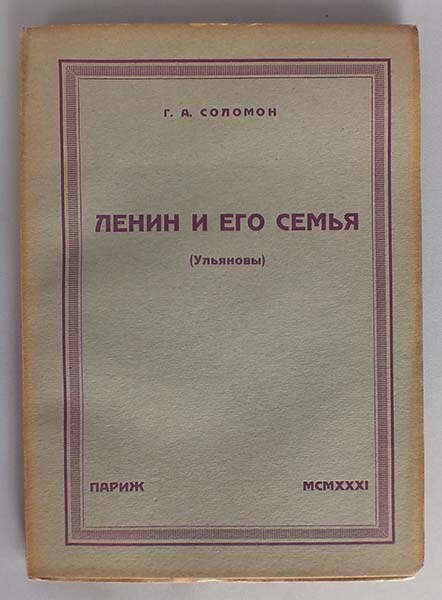 Г. А. СОЛОМОН
ЛЕНИН И ЕГО СЕМЬЯ
(Ульяновы)
ПАРИЖ MCMXXXI